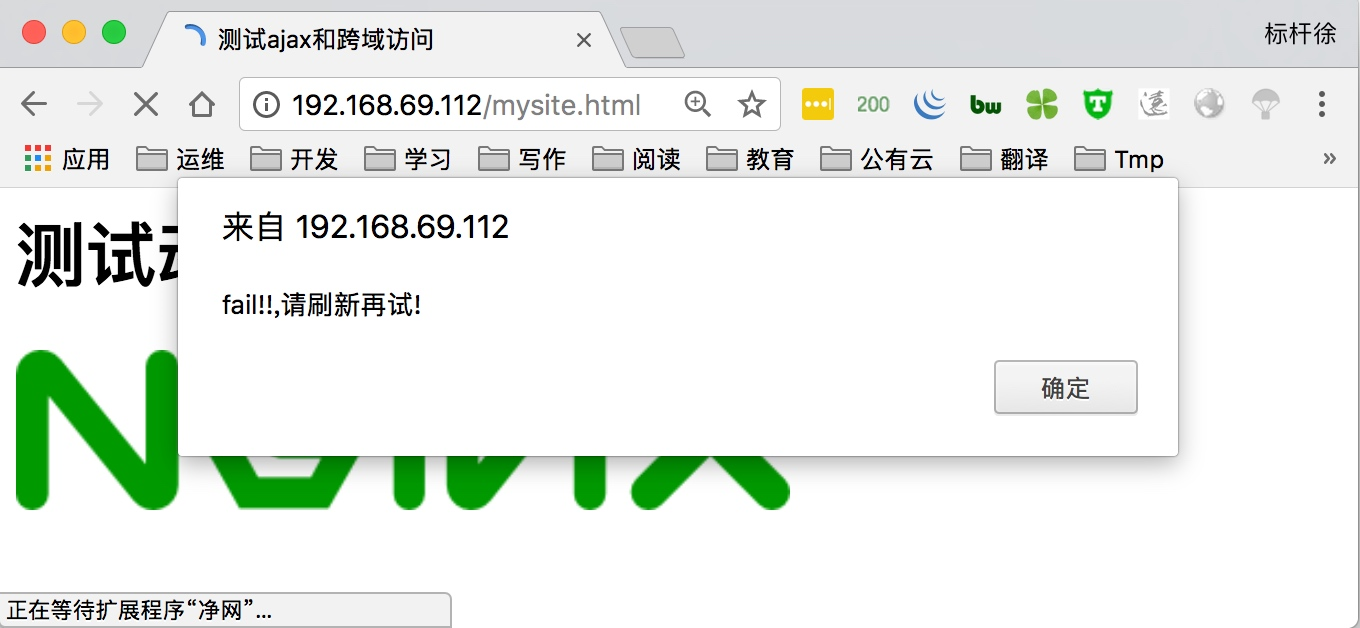 测试ajax和跨域访问
标杆徐
192.168.69.112/mysite.html
200
bw
T
遠
应用 运维 开发 学习 写作 阅读 教育 公有云 翻译 Tmp »
来自 192.168.69.112
测试
fail!!,请刷新再试!
确定
正在等待扩展程序“净网”...